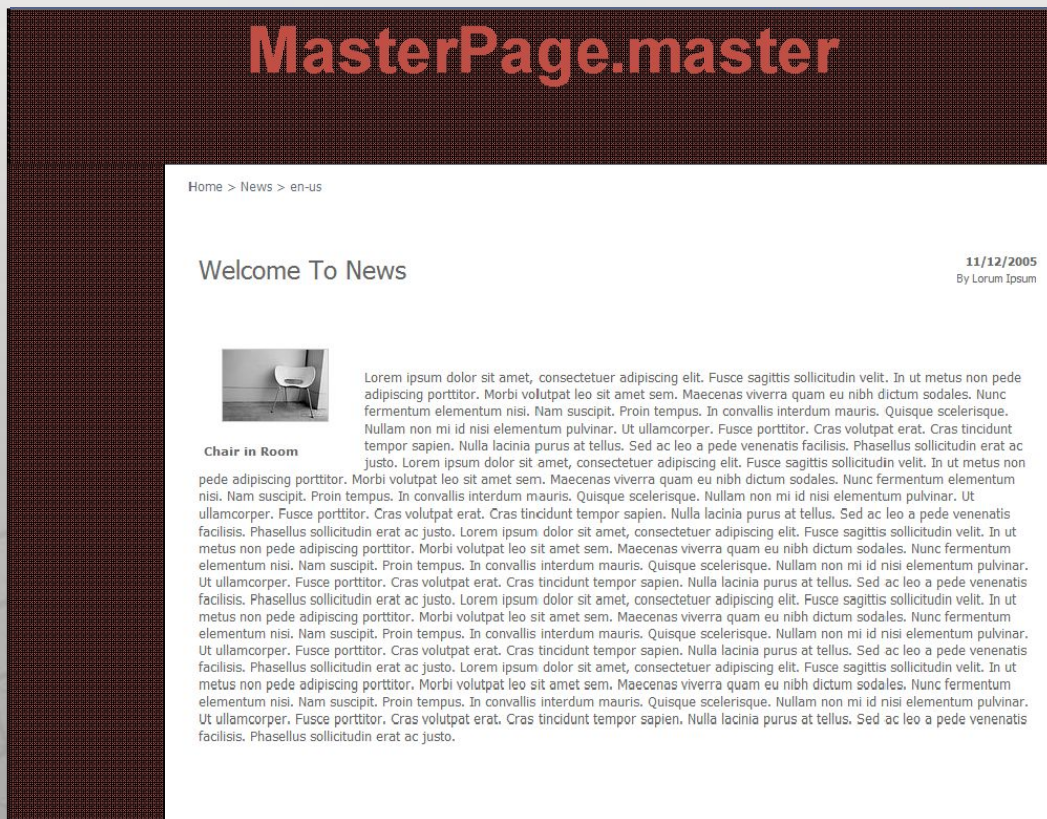 MasterPage.master
Home > News > en-us
Welcome To News
11/12/2005
By Lorum Ipsum
Chair in Room
Lorem ipsum dolor sit amet, consectetuer adipiscing elit. Fusce sagittis sollicitudin velit. In ut metus non pede
adipiscing porttitor. Morbi volutpat leo sit amet sem. Maecenas viverra quam eu nibh dictum sodales. Nunc
fermentum elementum nisi. Nam suscipit. Proin tempus. In convallis interdum mauris. Quisque scelerisque.
Nullam non mi id nisi elementum pulvinar. Ut ullamcorper. Fusce porttitor. Cras volutpat erat. Cras tincidunt
tempor sapien. Nulla lacinia purus at tellus. Sed ac leo a pede venenatis facilisis. Phasellus sollicitudin erat ac
justo. Lorem ipsum dolor sit amet, consectetuer adipiscing elit. Fusce sagittis sollicitudin velit. In ut metus non
pede adipiscing porttitor. Morbi volutpat leo sit amet sem. Maecenas viverra quam eu nibh dictum sodales. Nunc fermentum elementum
nisi. Nam suscipit. Proin tempus. In convallis interdum mauris. Quisque scelerisque. Nullam non mi id nisi elementum pulvinar. Ut
ullamcorper. Fusce porttitor. Cras volutpat erat. Cras tincidunt tempor sapien. Nulla lacinia purus at tellus. Sed ac leo a pede venenatis
facilisis. Phasellus sollicitudin erat ac justo. Lorem ipsum dolor sit amet, consectetuer adipiscing elit. Fusce sagittis sollicitudin velit. In ut
metus non pede adipiscing porttitor. Morbi volutpat leo sit amet sem. Maecenas viverra quam eu nibh dictum sodales. Nunc fermentum
elementum nisi. Nam suscipit. Proin tempus. In convallis interdum mauris. Quisque scelerisque. Nullam non mi id nisi elementum pulvinar.
Ut ullamcorper. Fusce porttitor. Cras volutpat erat. Cras tincidunt tempor sapien. Nulla lacinia purus at tellus. Sed ac leo a pede venenatis
facilisis. Phasellus sollicitudin erat ac justo. Lorem ipsum dolor sit amet, consectetuer adipiscing elit. Fusce sagittis sollicitudin velit. In ut
metus non pede adipiscing porttitor. Morbi volutpat leo sit amet sem. Maecenas viverra quam eu nibh dictum sodales. Nunc fermentum
elementum nisi. Nam suscipit. Proin tempus. In convallis interdum mauris. Quisque scelerisque. Nullam non mi id nisi elementum pulvinar.
Ut ullamcorper. Fusce porttitor. Cras volutpat erat. Cras tincidunt tempor sapien. Nulla lacinia purus at tellus. Sed ac leo a pede venenatis
facilisis. Phasellus sollicitudin erat ac justo. Lorem ipsum dolor sit amet, consectetuer adipiscing elit. Fusce sagittis sollicitudin velit. In ut
metus non pede adipiscing porttitor. Morbi volutpat leo sit amet sem. Maecenas viverra quam eu nibh dictum sodales. Nunc fermentum
elementum nisi. Nam suscipit. Proin tempus. In convallis interdum mauris. Quisque scelerisque. Nullam non mi id nisi elementum pulvinar.
Ut ullamcorper. Fusce porttitor. Cras volutpat erat. Cras tincidunt tempor sapien. Nulla lacinia purus at tellus. Sed ac leo a pede venenatis
facilisis. Phasellus sollicitudin erat ac justo.